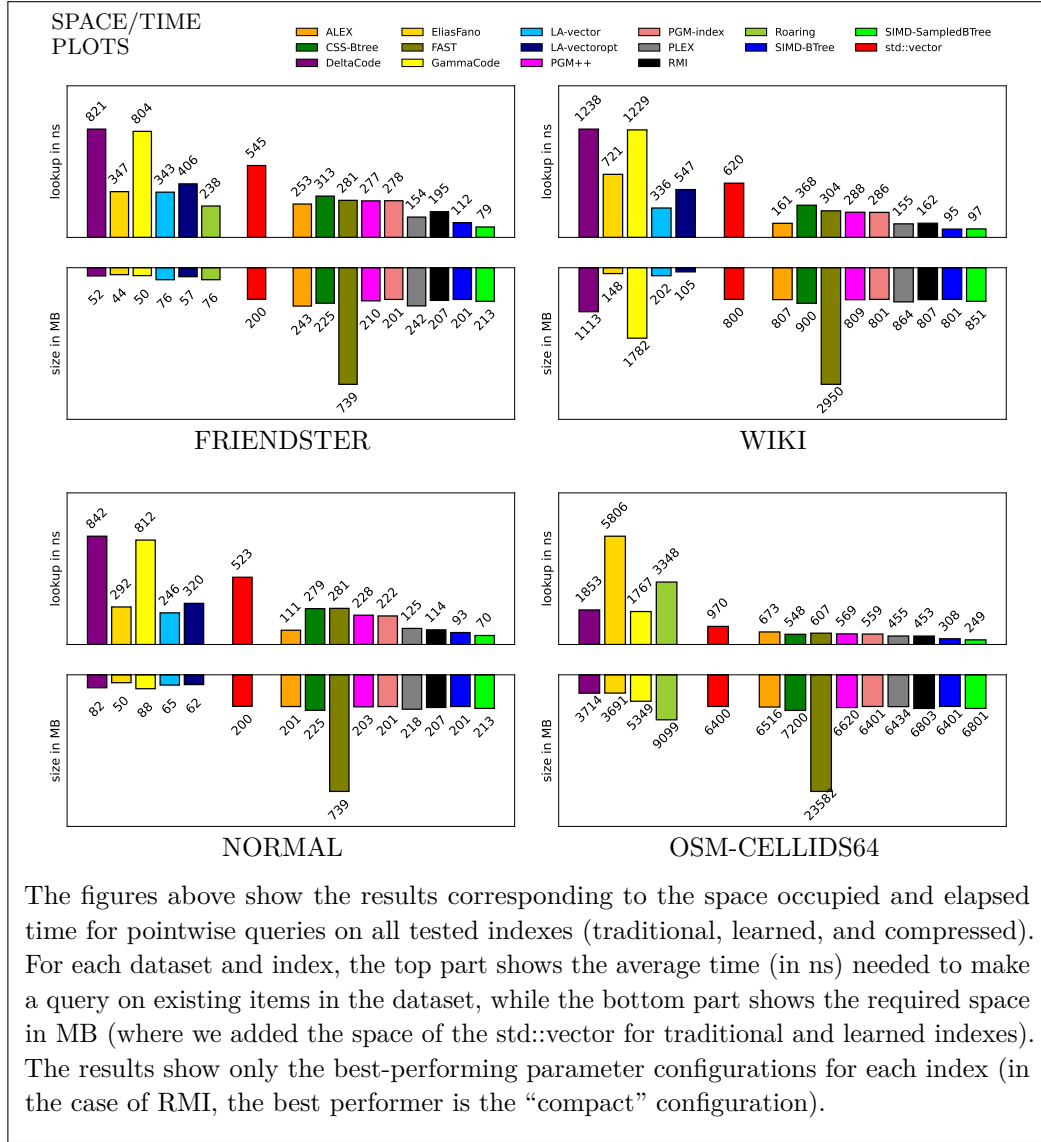 SPACE/TIME
PLOTS
ALEX
CSS-Btree
DeltaCode
EliasFano
FAST
GammaCode
LA-vector
LA-vectoropt
PGM++
PGM-index
PLEX
RMI
Roaring
SIMD-BTree
SIMD-SampledBTree
std::vector
lookup in ns
821 347 804 343 406 238 545 253 313 281 277 278 154 195 112 79
size in MB
52 44 50 76 57 76 200 243 225 739 210 201 242 207 201 213
FRIENDSTER
lookup in ns
1238 721 1229 336 547 620 161 368 304 288 286 155 162 95 97
size in MB
1113 148 1782 202 105 800 807 900 2950 809 801 864 807 801 851
WIKI
lookup in ns
842 292 812 246 320 523 111 279 281 228 222 125 114 93 70
size in MB
82 50 88 65 62 200 201 225 739 203 201 218 207 201 213
NORMAL
lookup in ns
1853 5806 1767 3348 970 673 548 607 569 559 455 453 308 249
size in MB
3714 3691 5349 9099 6400 6516 7200 23582 6620 6401 6434 6803 6401 6801
OSM-CELLIDS64
The figures above show the results corresponding to the space occupied and elapsed
time for pointwise queries on all tested indexes (traditional, learned, and compressed).
For each dataset and index, the top part shows the average time (in ns) needed to make
a query on existing items in the dataset, while the bottom part shows the required space
in MB (where we added the space of the std::vector for traditional and learned indexes).
The results show only the best-performing parameter configurations for each index (in
the case of RMI, the best performer is the “compact” configuration).